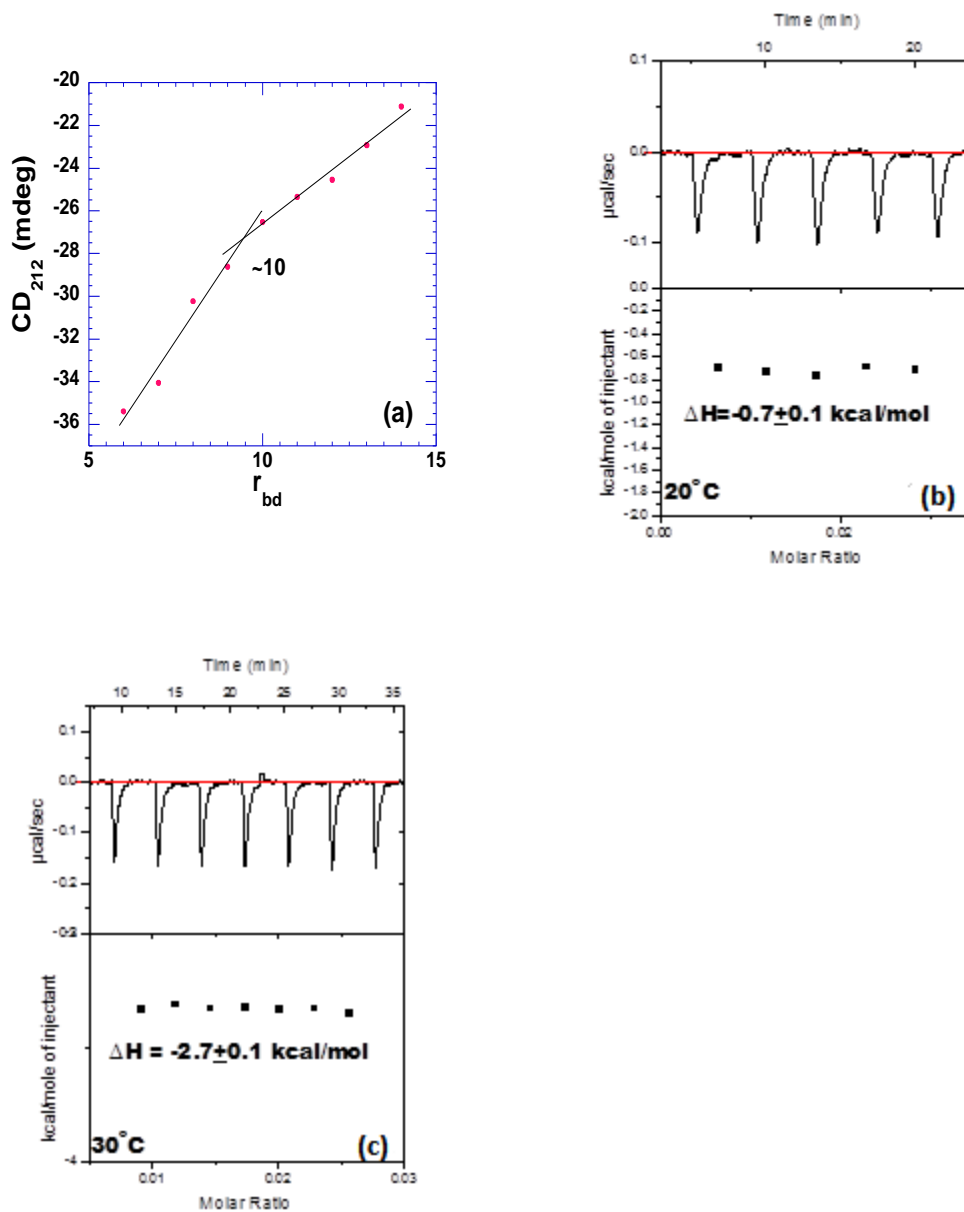 -20
-22
-24
-26
-28
-30
-32
-34
-36
CD212 (mdeg)
~10
(a)
5
10
15
rbd
Time (min)
10
20
0.1
0.0
-0.1
µcal/sec
0.0
-0.2
-0.4
-0.6
-0.8
-1.0
-1.2
-1.4
-1.6
-1.8
-2.0
kcal/mole of injectant
ΔH=-0.7±0.1 kcal/mol
20°C
(b)
0.00
0.02
Molar Ratio
Time (min)
10 15 20 25 30 35
0.1
0.0
-0.1
-0.2
µcal/sec
kcal/mole of injectant
ΔH = -2.7±0.1 kcal/mol
30°C
(c)
-4
0.01
0.02
0.03
Molar Ratio